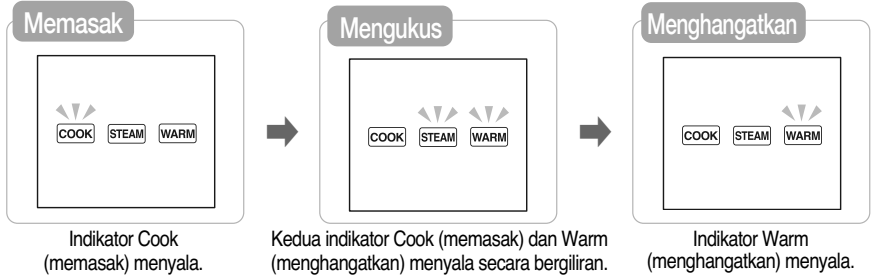 Memasak
COOK STEAM WARM
Indikator Cook
(memasak) menyala.
Mengukus
COOK STEAM WARM
Kedua indikator Cook (memasak) dan Warm
(menghangatkan) menyala secara bergiliran.
Menghangatkan
COOK STEAM WARM
Indikator Warm
(menghangatkan) menyala.